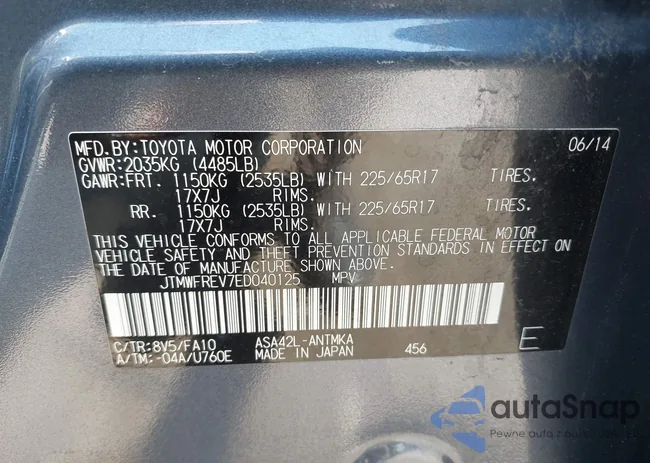 MFD.BY:TOYOTA MOTOR CORPORATION 06/14
GVWR:2035KG (4485LB)
GAWR:FRT. 1150KG (2535LB) WITH 225/65R17 TIRES.
17X7J RIMS.
RR. 1150KG (2535LB) WITH 225/65R17 TIRES.
17X7J RIMS.
THIS VEHICLE CONFORMS TO ALL APPLICABLE FEDERAL MOTOR
VEHICLE SAFETY AND THEFT PREVENTION STANDARDS IN EFFECT ON
THE DATE OF MANUFACTURE SHOWN ABOVE.
JTMWFREV7ED040125 MPV
C/TR:8V5/FA10 ASA42L-ANTMKA
A/TM:-04A/U760E MADE IN JAPAN 456 E
autaSnap
Pewne auta z